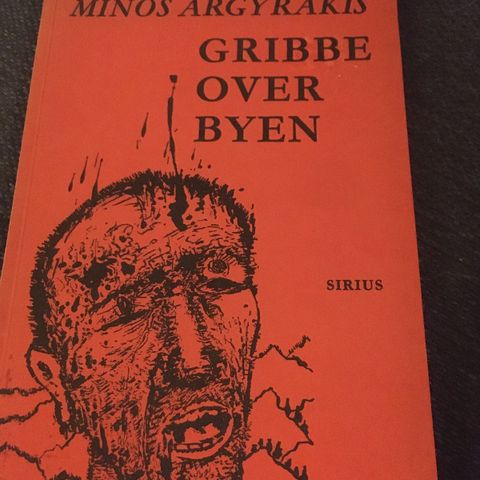 MINOS ARGYRAKIS
GRIBBE
OVER
BYEN
SIRIUS